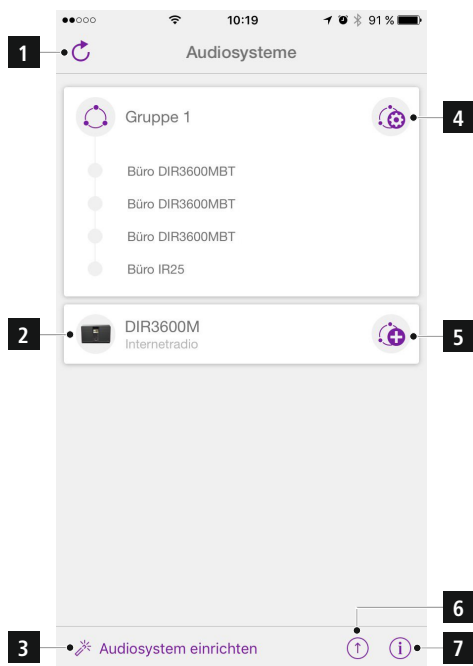 10:19 91 %
1 Audiosysteme
Gruppe 1 4
Büro DIR3600MBT
Büro DIR3600MBT
Büro DIR3600MBT
Büro IR25
2 DIR3600M 5
Internetradio
6
3 Audiosystem einrichten i 7